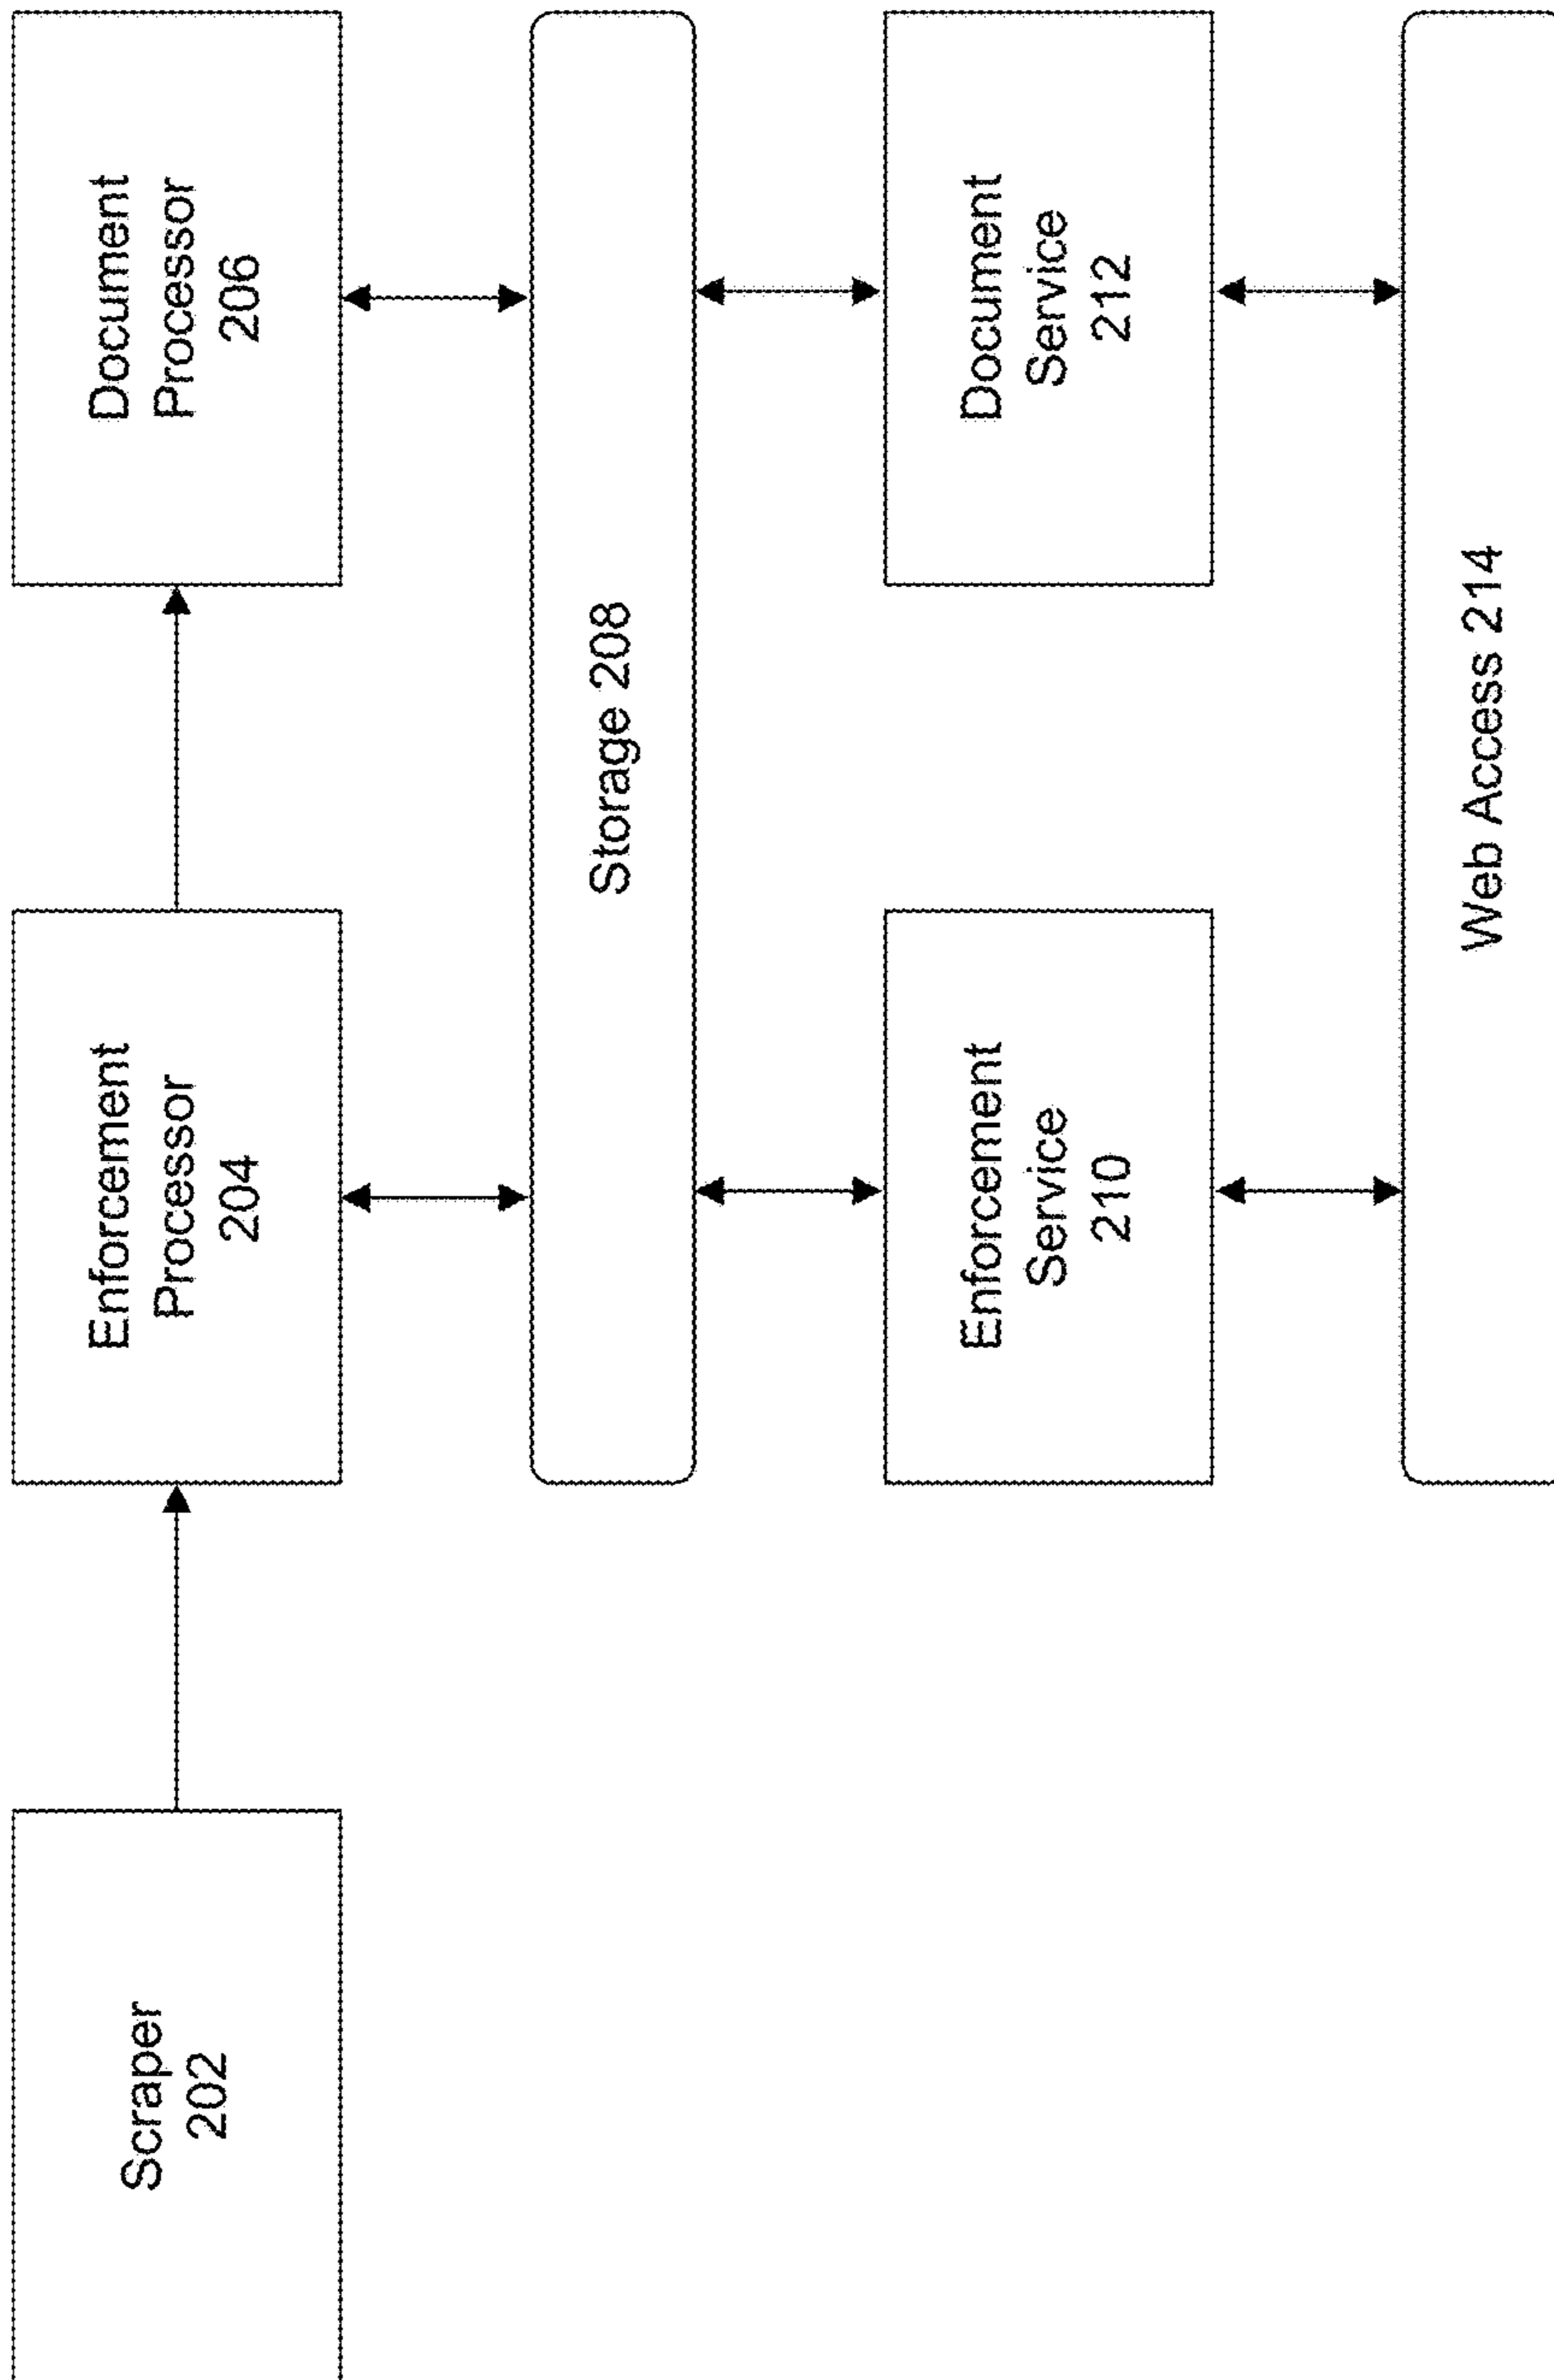 Scraper
202
Enforcement
Processor
204
Document
Processor
206
Storage 208
Enforcement
Service
210
Document
Service
212
Web Access 214